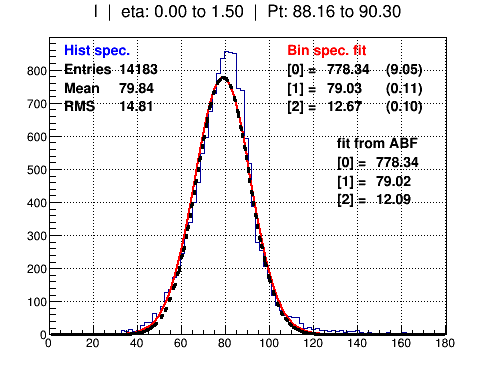 I | eta: 0.00 to 1.50 | Pt: 88.16 to 90.30
Hist spec.
Entries 14183
Mean 79.84
RMS 14.81
Bin spec. fit
[0] = 778.34 (9.05)
[1] = 79.03 (0.11)
[2] = 12.67 (0.10)
fit from ABF
[0] = 778.34
[1] = 79.02
[2] = 12.09
800
700
600
500
400
300
200
100
0
0 20 40 60 80 100 120 140 160 180